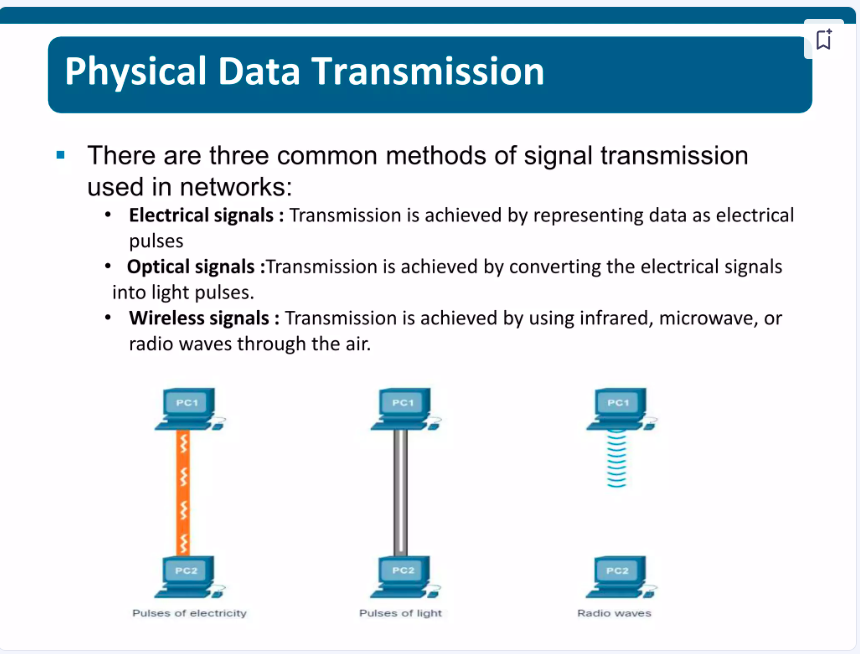 Physical Data Transmission
There are three common methods of signal transmission
used in networks:
Electrical signals : Transmission is achieved by representing data as electrical
pulses
Optical signals :Transmission is achieved by converting the electrical signals
into light pulses.
Wireless signals : Transmission is achieved by using infrared, microwave, or
radio waves through the air.
PC1 PC1 PC1
PC2 PC2 PC2
Pulses of electricity Pulses of light Radio waves